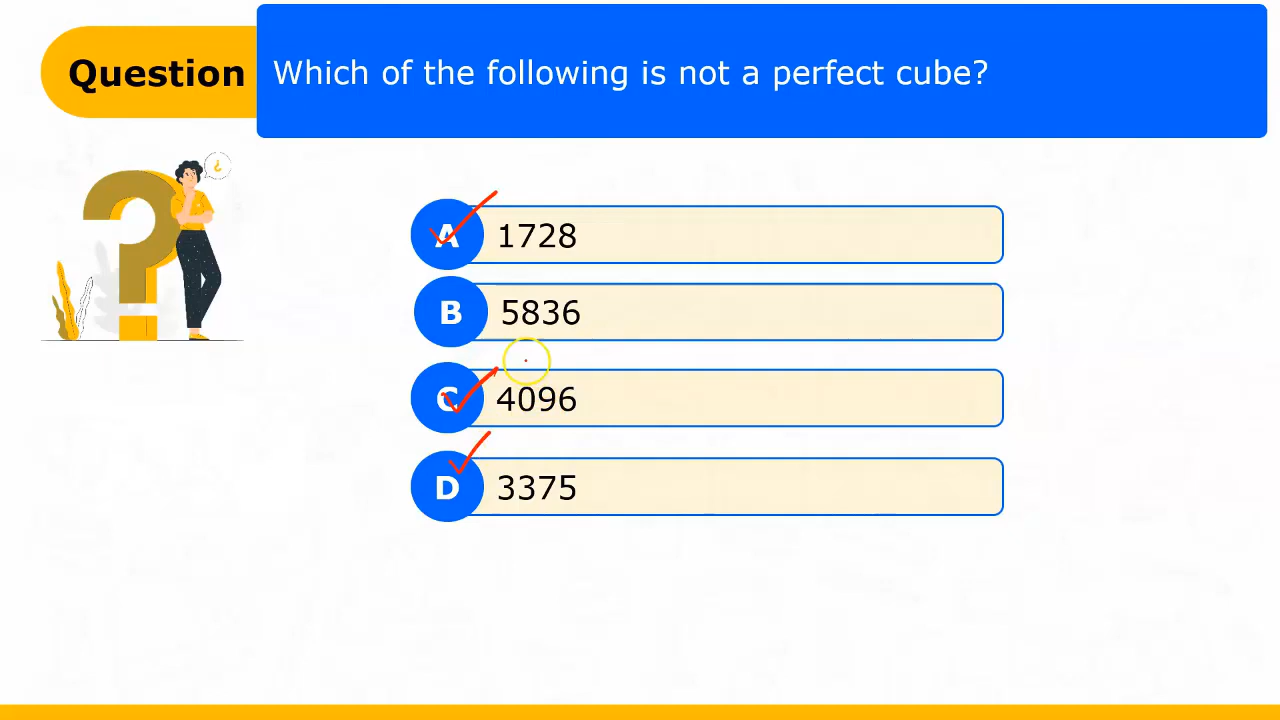 Question
Which of the following is not a perfect cube?
¿
A 1728
B 5836
C 4096
D 3375